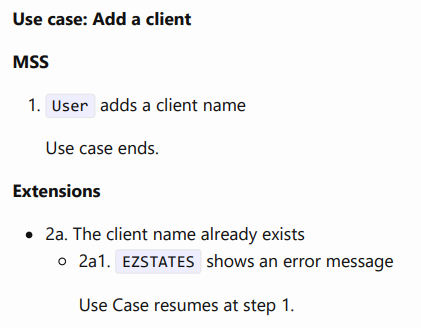 Use case: Add a client
MSS
1. User adds a client name
Use case ends.
Extensions
• 2a. The client name already exists
◦ 2a1. EZSTATES shows an error message
Use Case resumes at step 1.